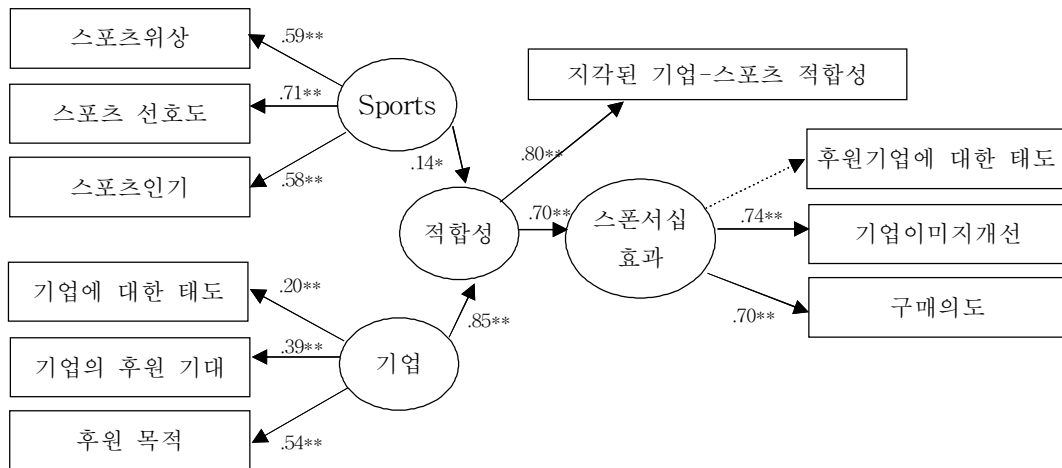 스포츠위상
.59**
지각된 기업-스포츠 적합성
스포츠 선호도
.71**
Sports
후원기업에 대한 태도
.14*
.80**
스포츠인기
.58**
적합성
.70**
스폰서십
효과
.74**
기업이미지개선
기업에 대한 태도
.20**
.85**
.70**
구매의도
기업의 후원 기대
.39**
기업
후원 목적
.54**